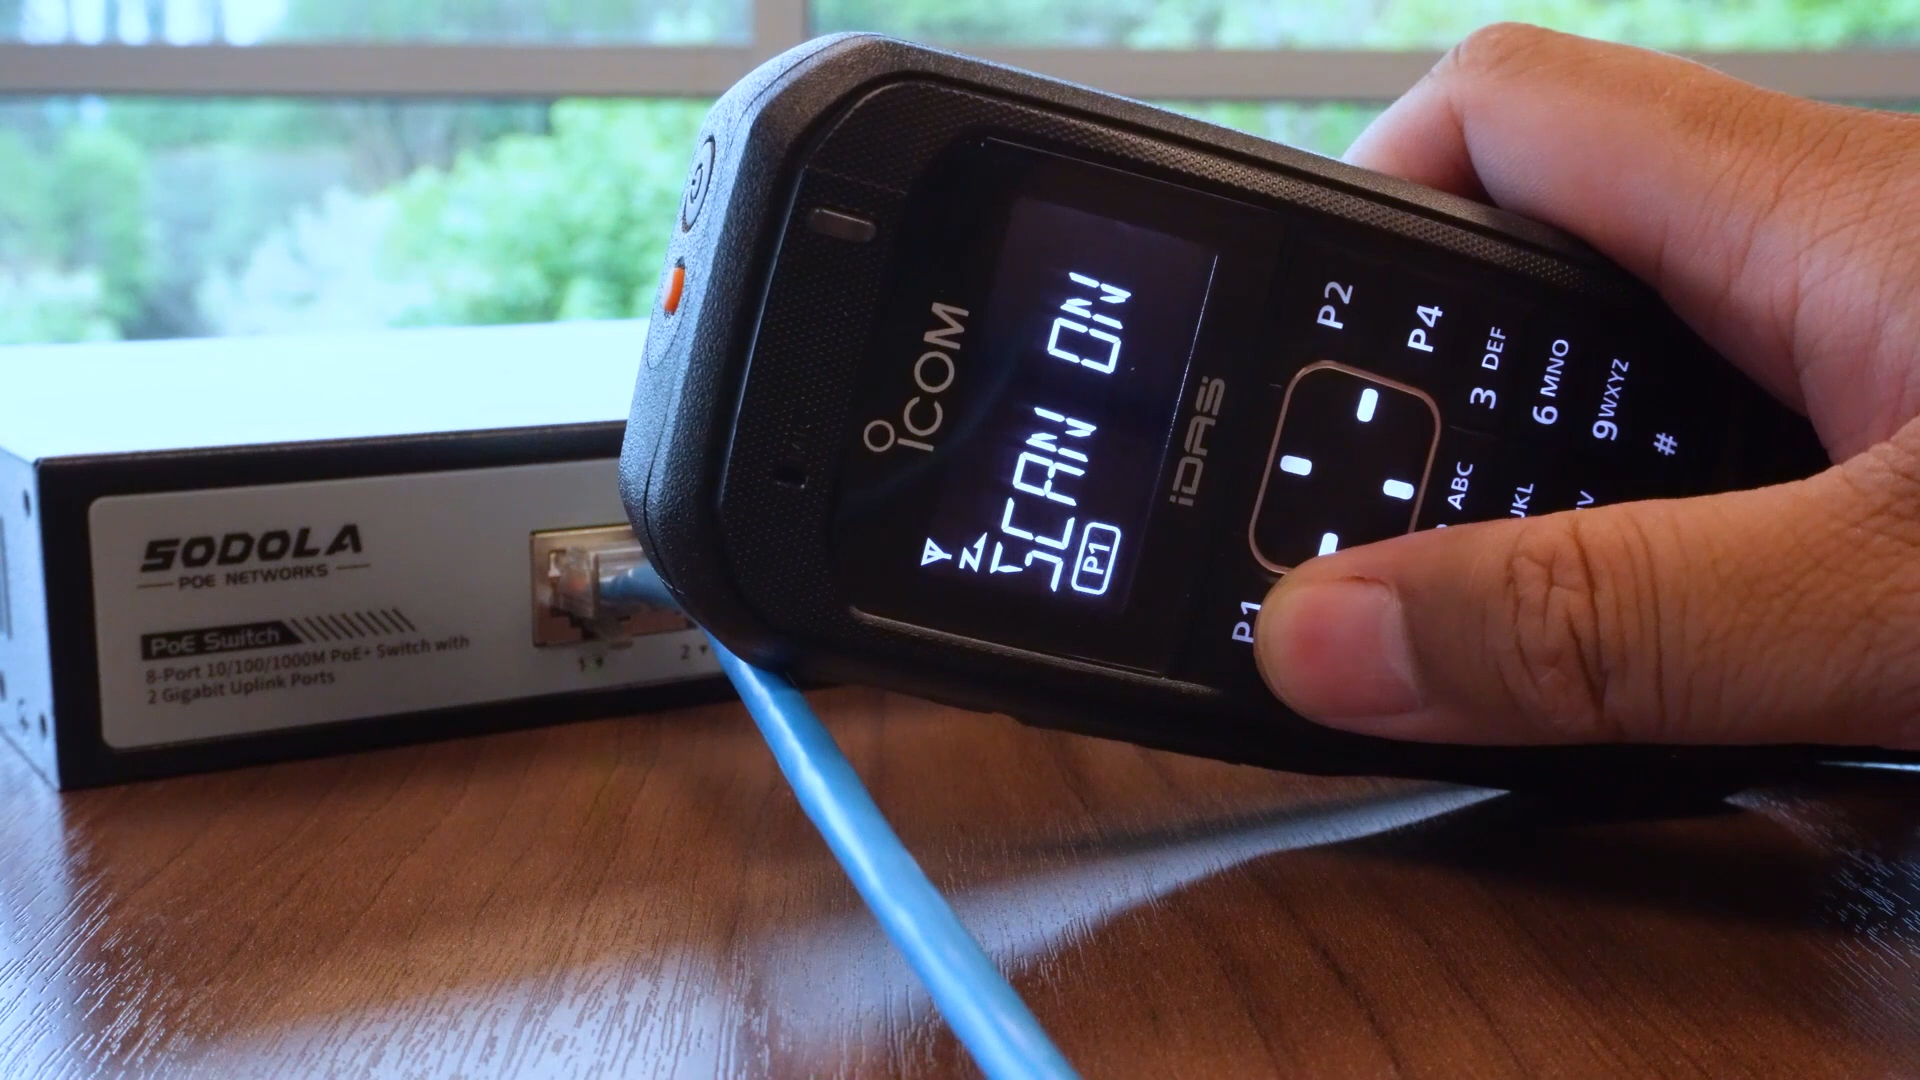 SODOLA
POE NETWORKS
PoE Switch
8-Port 10/100/1000M PoE+ Switch with
2 Gigabit Uplink Ports
1
2
ICOM
SCAN ON
P1
iDAS
P1
P2
P4
ABC
3 DEF
JKL
6 MNO
9 WXYZ
#